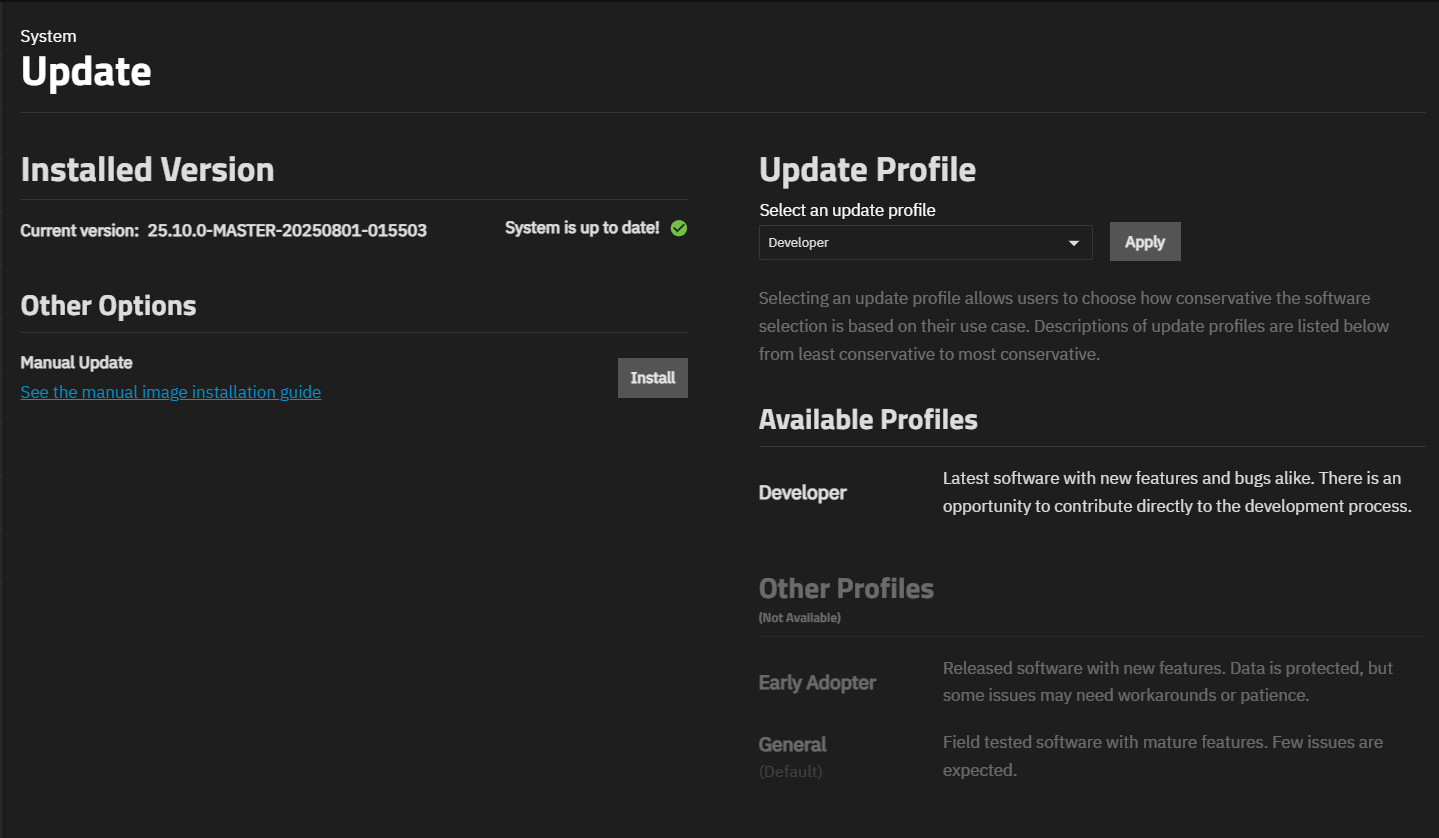 System
Update
Installed Version
Current version: 25.10.0-MASTER-20250801-015503
System is up to date!
Other Options
Manual Update
See the manual image installation guide
Install
Update Profile
Select an update profile
Developer
Apply
Selecting an update profile allows users to choose how conservative the software
selection is based on their use case. Descriptions of update profiles are listed below
from least conservative to most conservative.
Available Profiles
Developer
Latest software with new features and bugs alike. There is an
opportunity to contribute directly to the development process.
Other Profiles
(Not Available)
Early Adopter
Released software with new features. Data is protected, but
some issues may need workarounds or patience.
General
(Default)
Field tested software with mature features. Few issues are
expected.